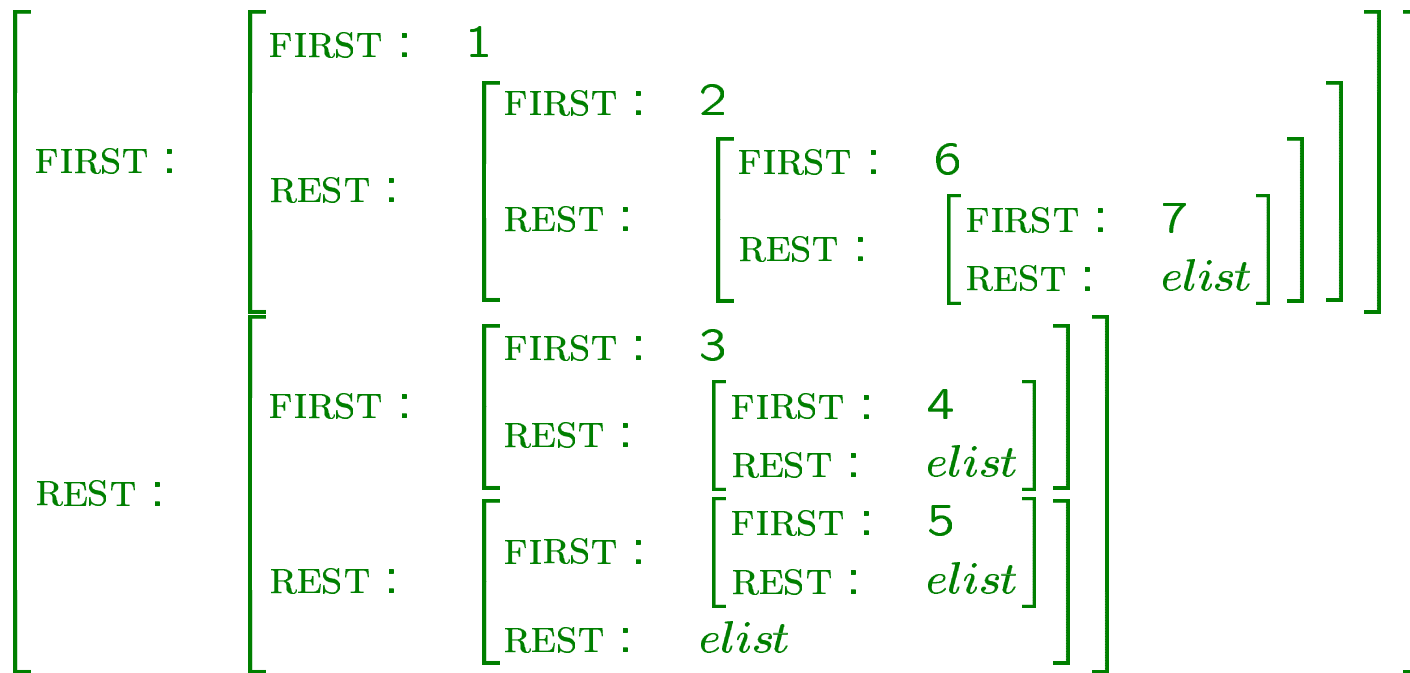 FIRST : 1
FIRST : 2
FIRST : FIRST : 6
REST : REST : FIRST : 7
REST : REST : elist
FIRST : 3
FIRST : FIRST : 4
REST : REST : elist
REST : FIRST : 5
FIRST : REST : elist
REST : REST : elist